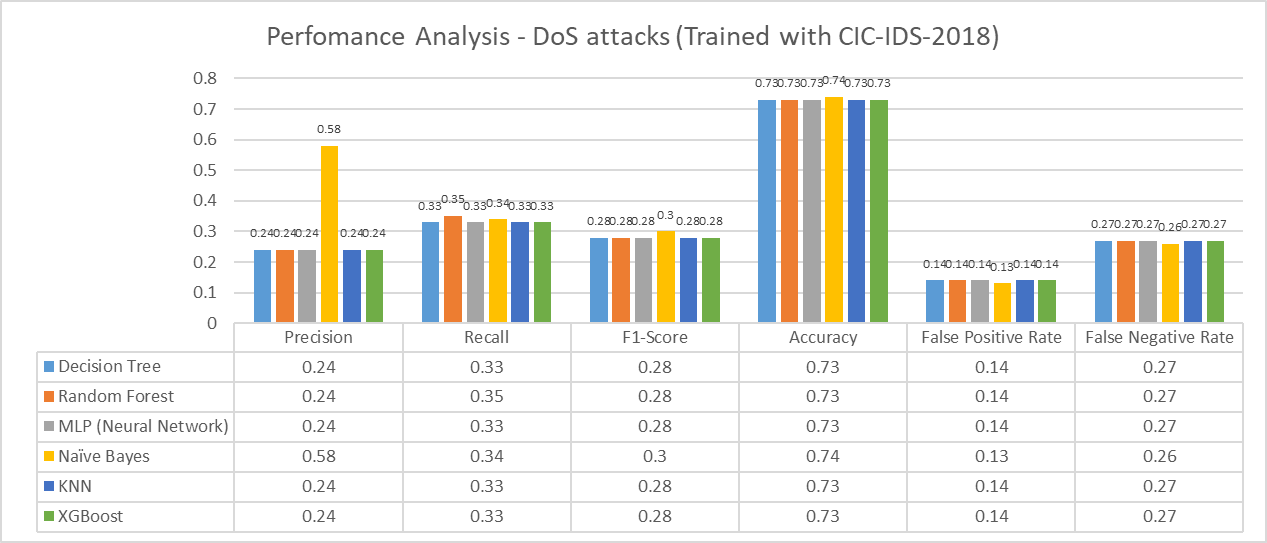 Perfomance Analysis - DoS attacks (Trained with CIC-IDS-2018)
0.8
0.7
0.6
0.5
0.4
0.3
0.2
0.1
0
0.24 0.24 0.24 0.58 0.24 0.24
0.33 0.35 0.33 0.34 0.33 0.33
0.28 0.28 0.28 0.3 0.28 0.28
0.73 0.73 0.73 0.74 0.73 0.73
0.14 0.14 0.14 0.13 0.14 0.14
0.27 0.27 0.27 0.26 0.27 0.27
Precision Recall F1-Score Accuracy False Positive Rate False Negative Rate
Decision Tree 0.24 0.33 0.28 0.73 0.14 0.27
Random Forest 0.24 0.35 0.28 0.73 0.14 0.27
MLP (Neural Network) 0.24 0.33 0.28 0.73 0.14 0.27
Naïve Bayes 0.58 0.34 0.3 0.74 0.13 0.26
KNN 0.24 0.33 0.28 0.73 0.14 0.27
XGBoost 0.24 0.33 0.28 0.73 0.14 0.27